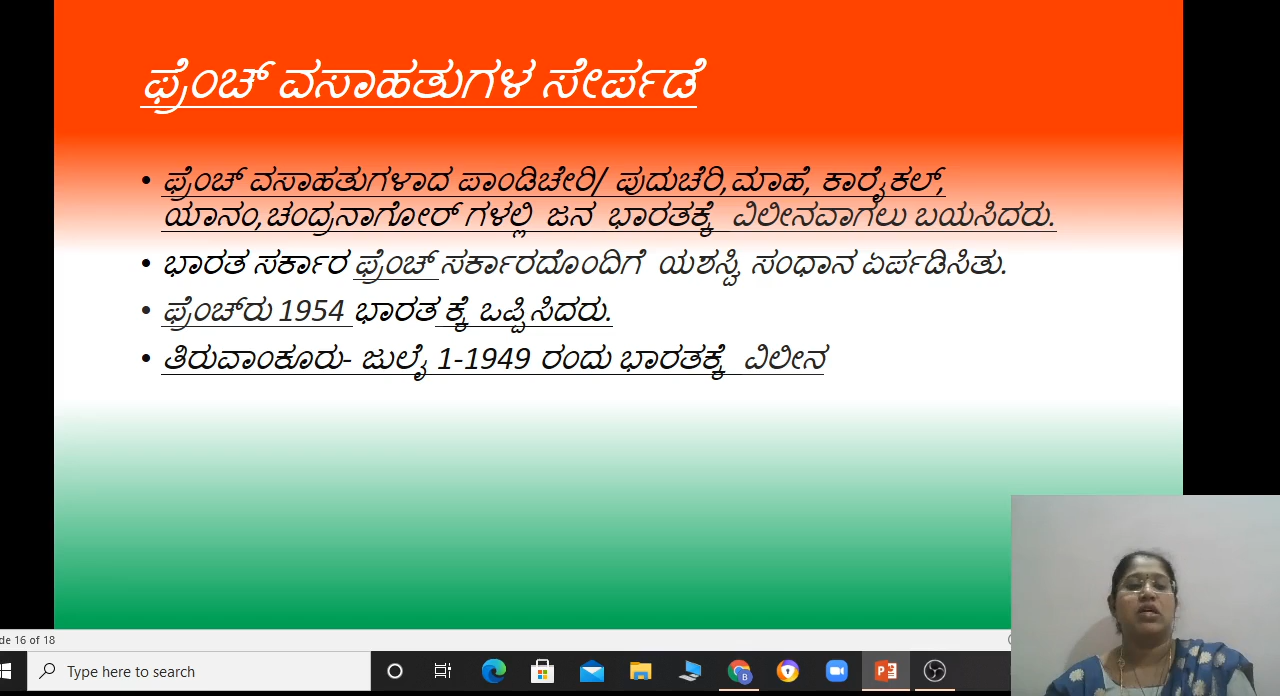 ಫ್ರೆಂಚ್ ವಸಾಹತುಗಳ ಸೇರ್ಪಡೆ
• ಫ್ರೆಂಚ್ ವಸಾಹತುಗಳಾದ ಪಾಂಡಿಚೇರಿ/ ಪುದುಚೆರಿ,ಮಾಹೆ, ಕಾರೈಕಲ್,
ಯಾನಂ,ಚಂದ್ರನಾಗೋರ್ ಗಳಲ್ಲಿ ಜನ ಭಾರತಕ್ಕೆ ವಿಲೀನವಾಗಲು ಬಯಸಿದರು.
• ಭಾರತ ಸರ್ಕಾರ ಫ್ರೆಂಚ್ ಸರ್ಕಾರದೊಂದಿಗೆ ಯಶಸ್ವಿ ಸಂಧಾನ ಏರ್ಪಡಿಸಿತು.
• ಫ್ರೆಂಚ್‌ರು 1954 ಭಾರತ ಕ್ಕೆ ಒಪ್ಪಿಸಿದರು.
• ತಿರುವಾಂಕೂರು- ಜುಲೈ 1-1949 ರಂದು ಭಾರತಕ್ಕೆ ವಿಲೀನ
de 16 of 18
Type here to search